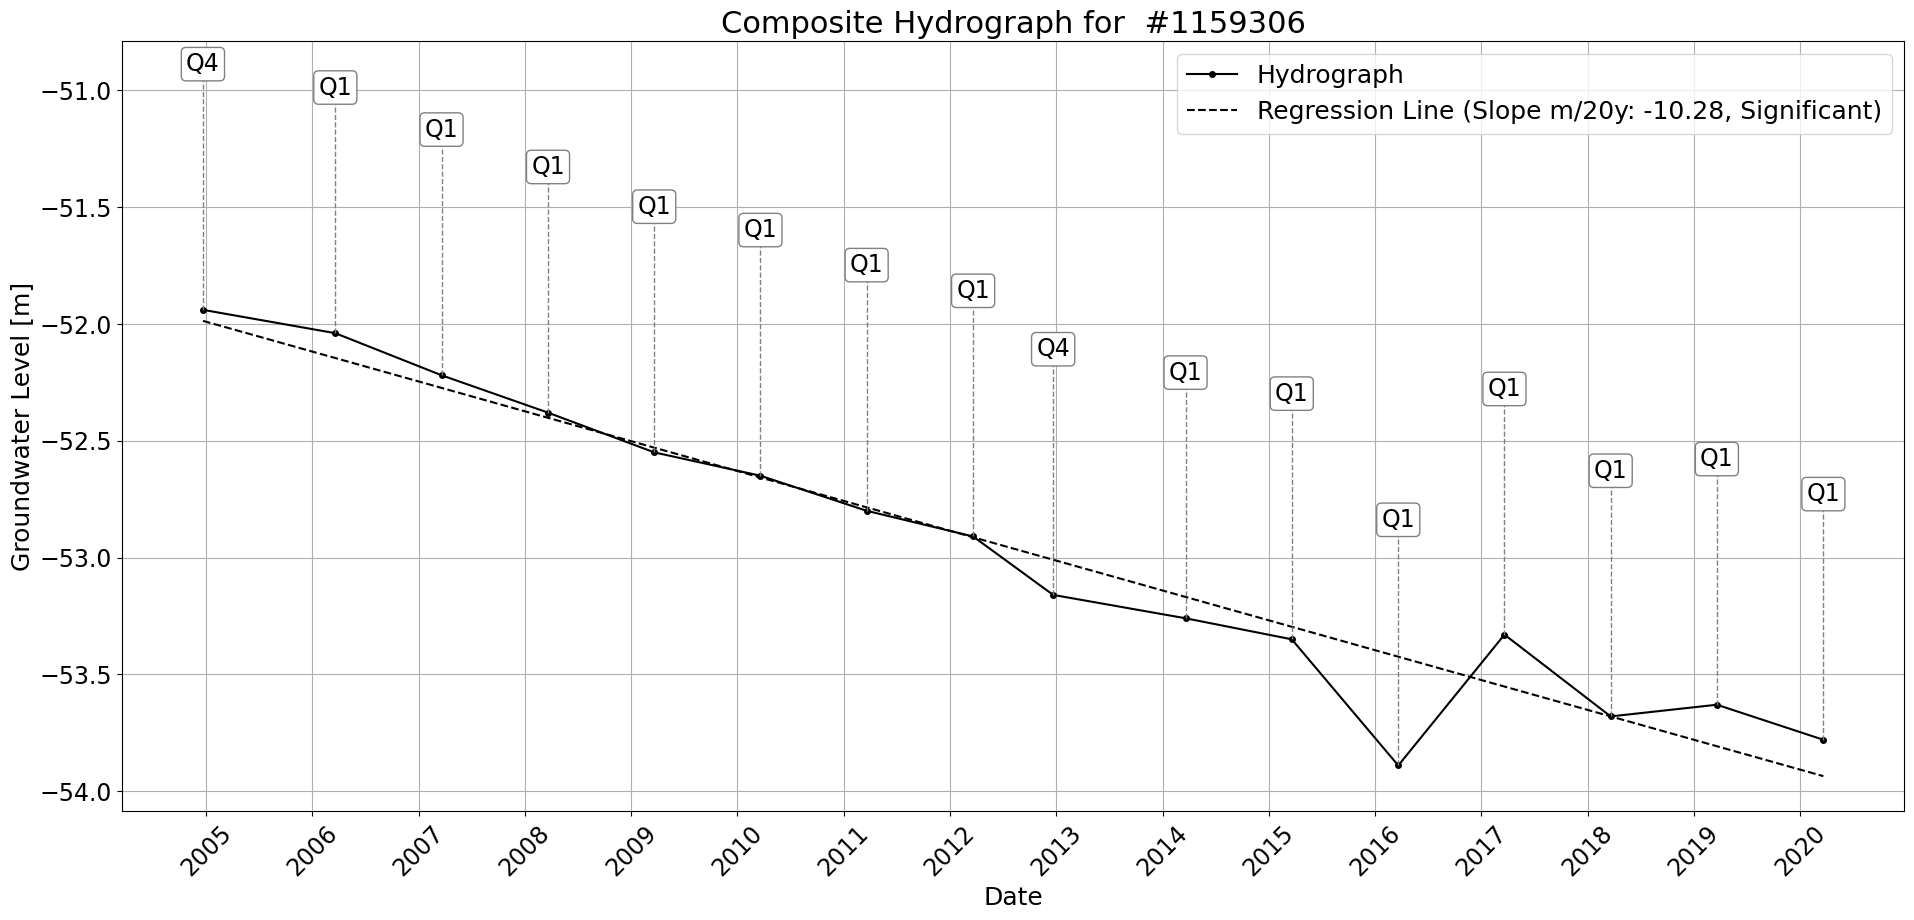 Composite Hydrograph for  #1159306
Hydrograph
Regression Line (Slope m/20y: -10.28, Significant)
Q4
Q1
Q1
Q1
Q1
Q1
Q1
Q1
Q4
Q1
Q1
Q1
Q1
Q1
Q1
Q1
Groundwater Level [m]
−51.0
−51.5
−52.0
−52.5
−53.0
−53.5
−54.0
2005
2006
2007
2008
2009
2010
2011
2012
2013
2014
2015
2016
2017
2018
2019
2020
Date